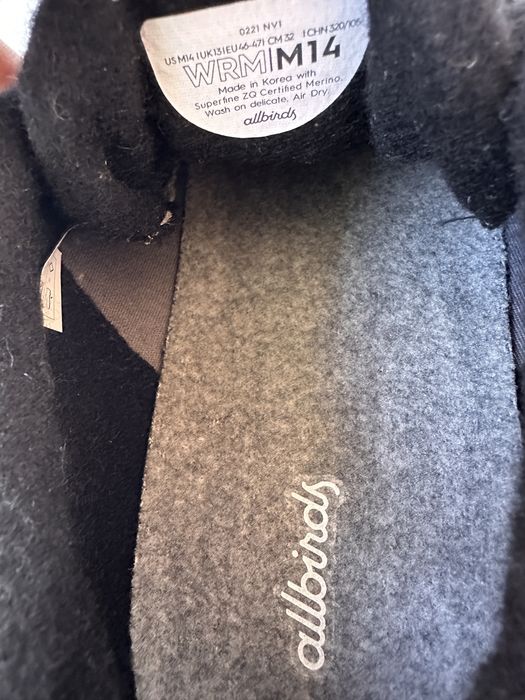 0221 NV1
US M14 | UK 13 | EU 46-47 | CM 32 | CHN 320/105
WRM|M14
Made in Korea with
Superfine ZQ Certified Merino.
Wash on delicate. Air Dry.
allbirds
allbirds